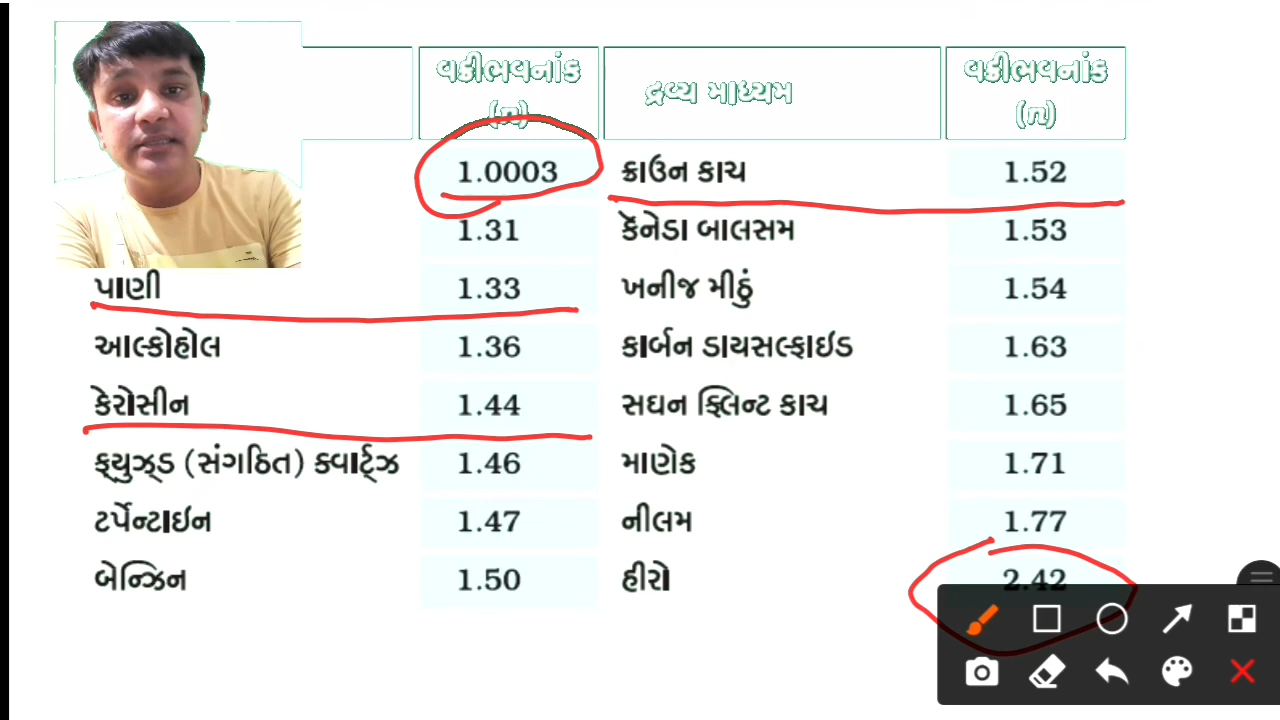 વક્રીભવનાંક દ્રવ્ય માધ્યમ વક્રીભવનાંક
(n) (n)
1.0003 ક્રાઉન કાચ 1.52
1.31 કૅનેડા બાલસમ 1.53
પાણી 1.33 ખનીજ મીઠું 1.54
આલ્કોહોલ 1.36 કાર્બન ડાયસલ્ફાઇડ 1.63
કેરોસીન 1.44 સઘન ફ્લિન્ટ કાચ 1.65
ફ્યુઝ્ડ (સંગઠિત) ક્વાર્ટ્ઝ 1.46 માણેક 1.71
ટર્પેન્ટાઇન 1.47 નીલમ 1.77
બેન્ઝિન 1.50 હીરો 2.42